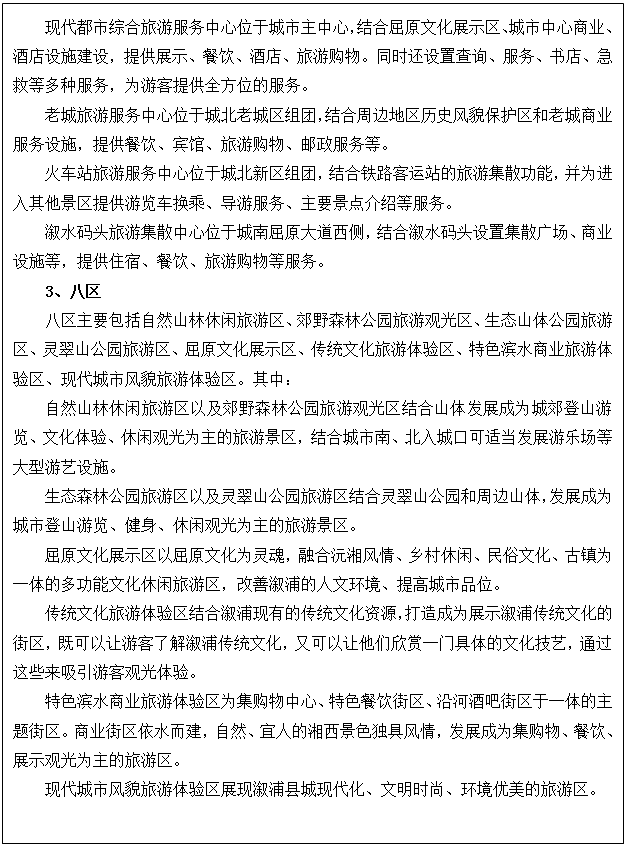 现代都市综合旅游服务中心位于城市主中心，结合屈原文化展示区、城市中心商业、
酒店设施建设，提供展示、餐饮、酒店、旅游购物。同时还设置查询、服务、书店、急
救等多种服务，为游客提供全方位的服务。
老城旅游服务中心位于城北老城区组团，结合周边地区历史风貌保护区和老城商业
服务设施，提供餐饮、宾馆、旅游购物、邮政服务等。
火车站旅游服务中心位于城北新区组团，结合铁路客运站的旅游集散功能，并为进
入其他景区提供游览车换乘、导游服务、主要景点介绍等服务。
溆水码头旅游集散中心位于城南屈原大道西侧，结合溆水码头设置集散广场、商业
设施等，提供住宿、餐饮、旅游购物等服务。
3、八区
八区主要包括自然山林休闲旅游区、郊野森林公园旅游观光区、生态山体公园旅游
区、灵翠山公园旅游区、屈原文化展示区、传统文化旅游体验区、特色滨水商业旅游体
验区、现代城市风貌旅游体验区。其中：
自然山林休闲旅游区以及郊野森林公园旅游观光区结合山体发展成为城郊登山游
览、文化体验、休闲观光为主的旅游景区，结合城市南、北入城口可适当发展游乐场等
大型游艺设施。
生态森林公园旅游区以及灵翠山公园旅游区结合灵翠山公园和周边山体，发展成为
城市登山游览、健身、休闲观光为主的旅游景区。
屈原文化展示区以屈原文化为灵魂，融合沅湘风情、乡村休闲、民俗文化、古镇为
一体的多功能文化休闲旅游区，改善溆浦的人文环境、提高城市品位。
传统文化旅游体验区结合溆浦现有的传统文化资源，打造成为展示溆浦传统文化的
街区，既可以让游客了解溆浦传统文化，又可以让他们欣赏一门具体的文化技艺，通过
这些来吸引游客观光体验。
特色滨水商业旅游体验区为集购物中心、特色餐饮街区、沿河酒吧街区于一体的主
题街区。商业街区依水而建，自然、宜人的湘西景色独具风情，发展成为集购物、餐饮、
展示观光为主的旅游区。
现代城市风貌旅游体验区展现溆浦县城现代化、文明时尚、环境优美的旅游区。